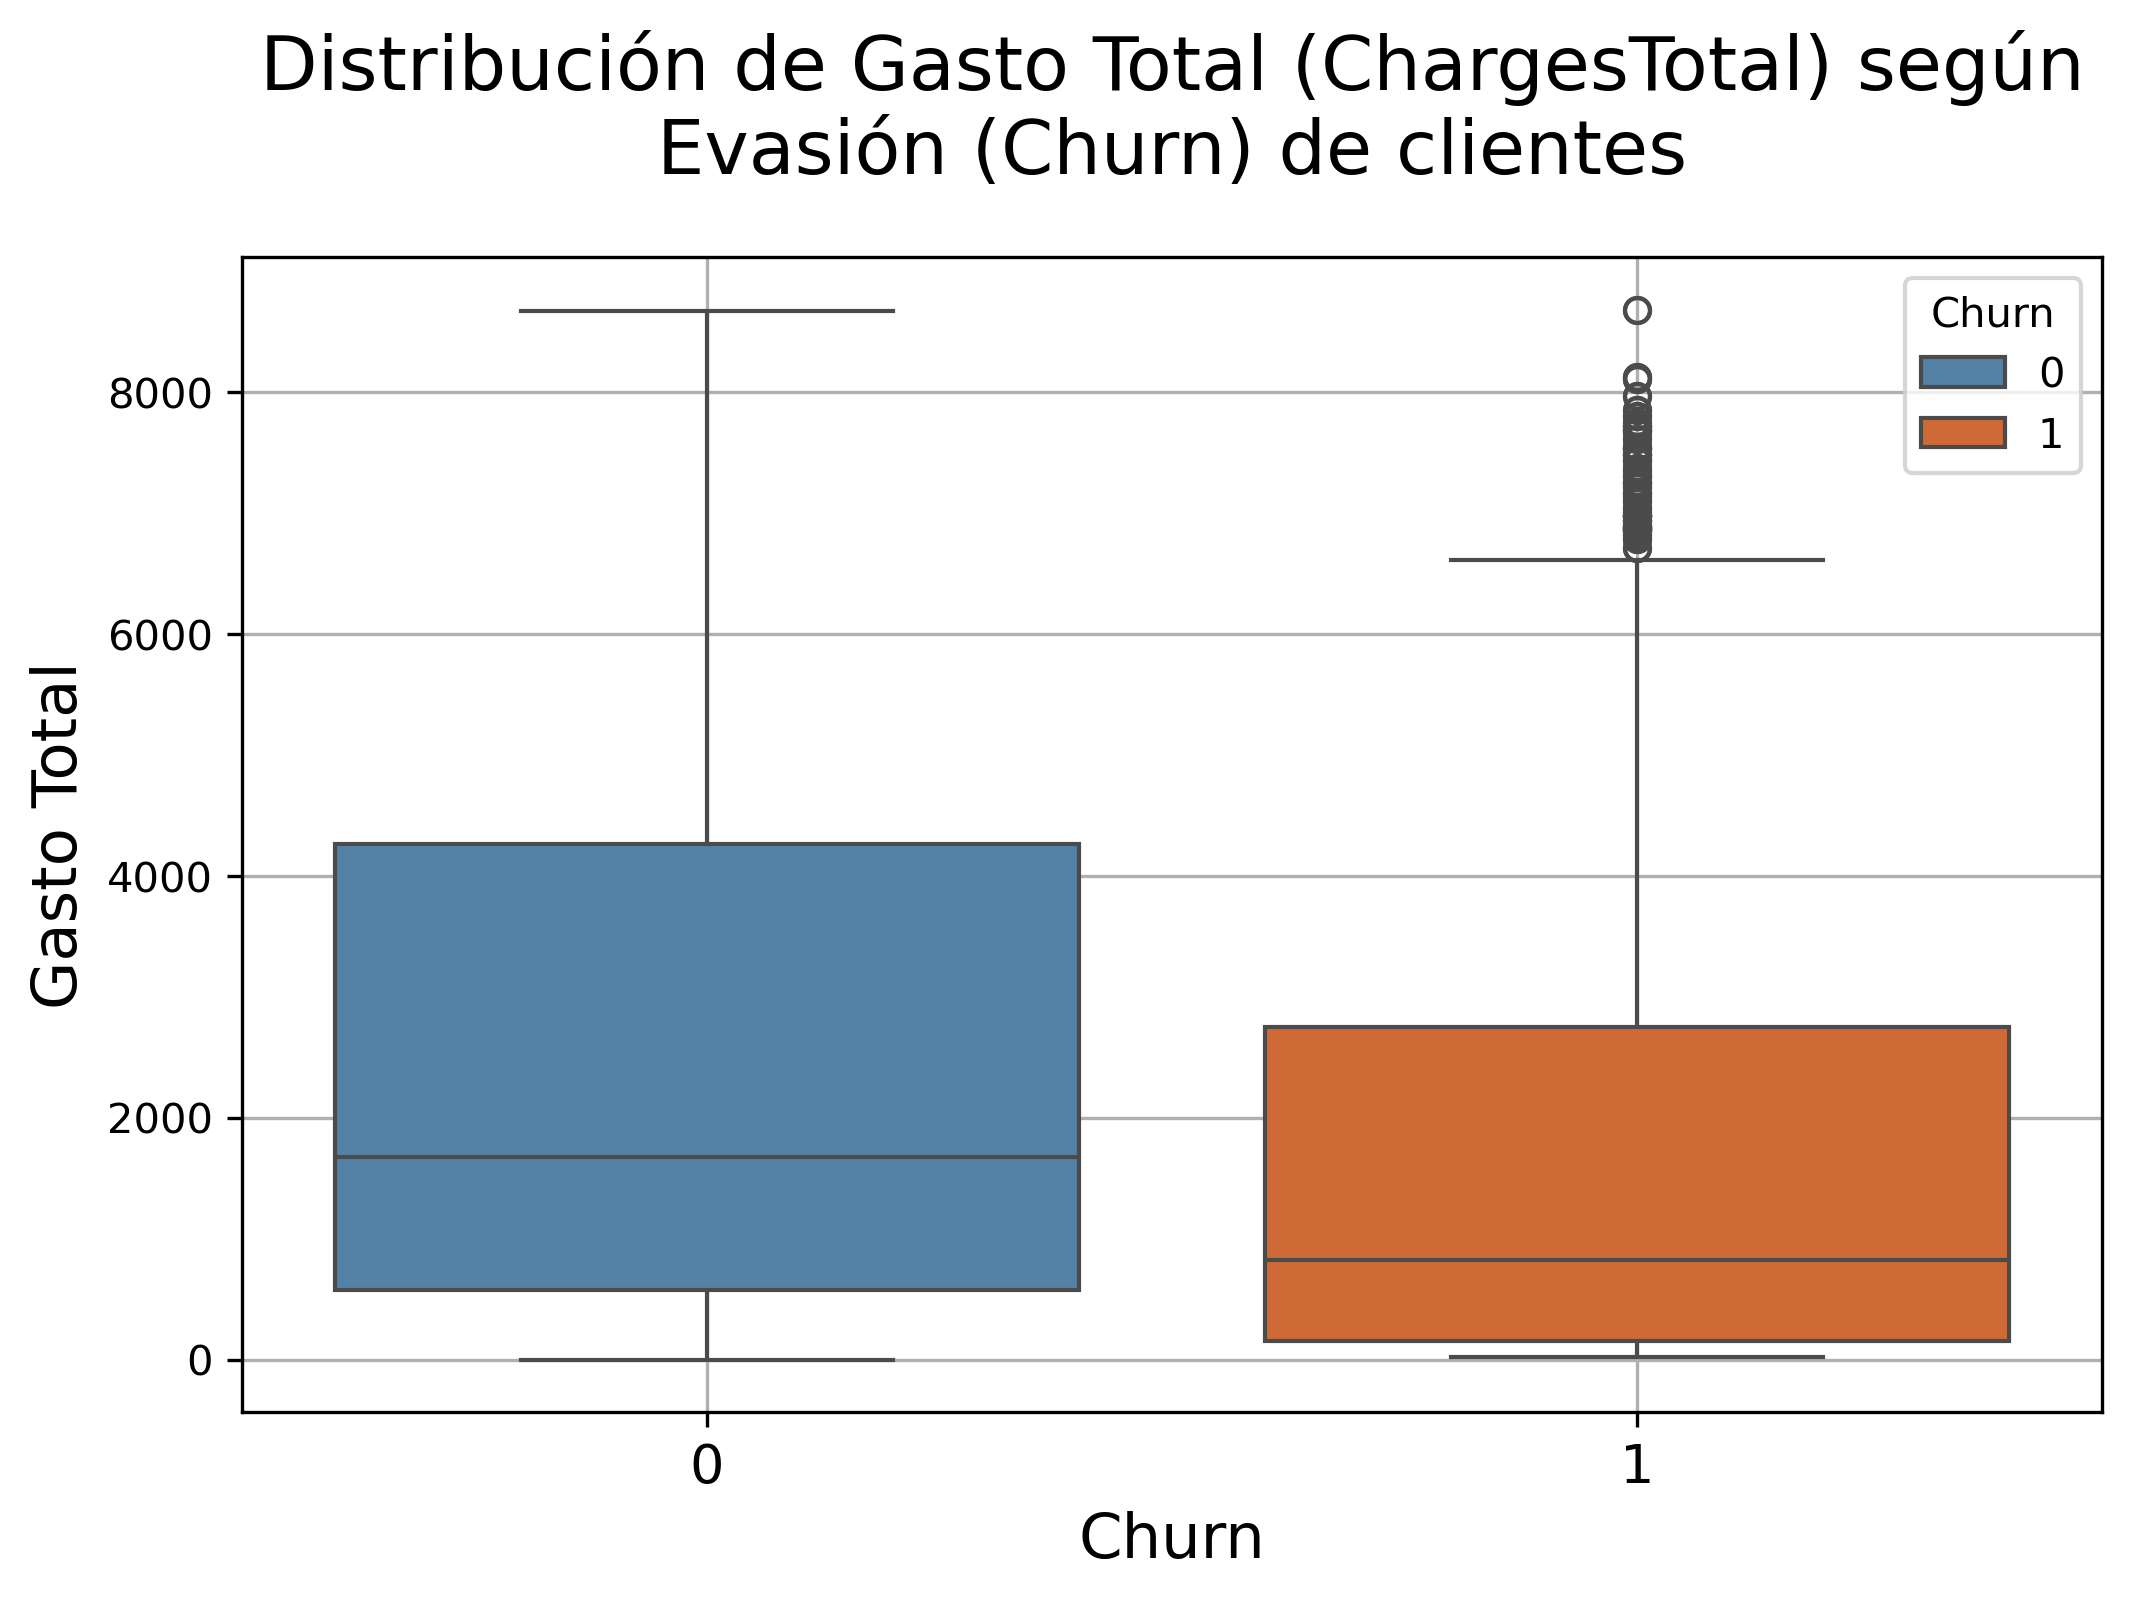 Distribución de Gasto Total (ChargesTotal) según
Evasión (Churn) de clientes
Churn
0
1
Gasto Total
8000
6000
4000
2000
0
0
1
Churn